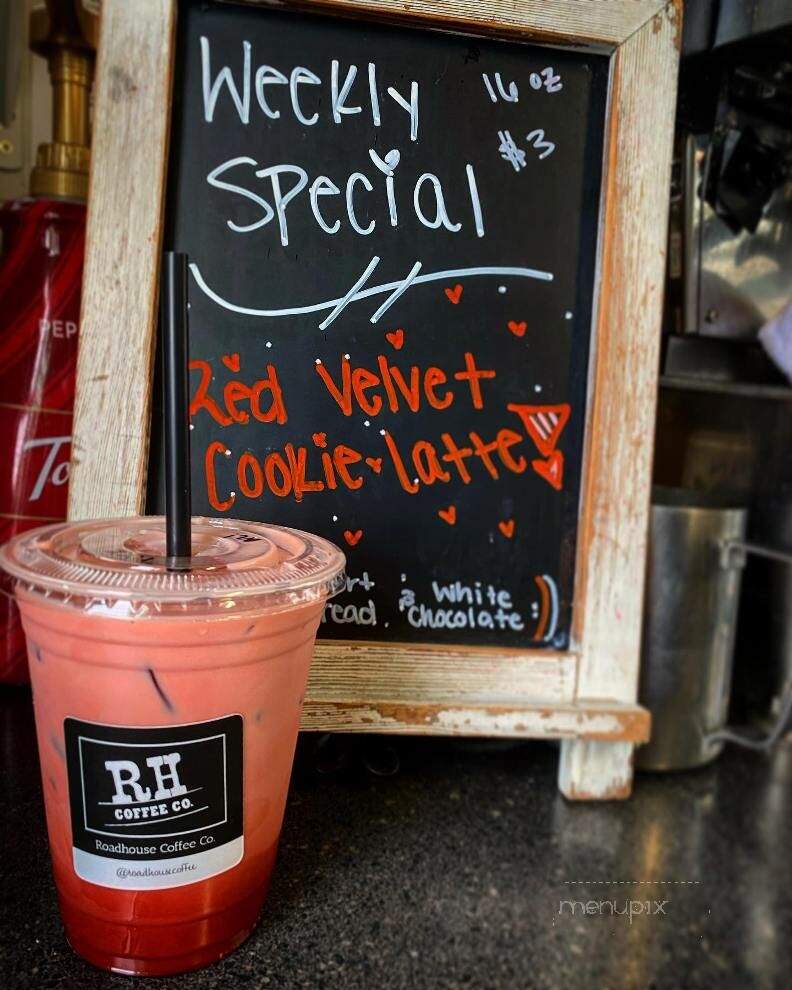 Weekly 16 oz
Special $3
Red Velvet
Cookie Latte
White
Chocolate
PEP
RH
COFFEE CO.
Roadhouse Coffee Co.
@roadhousecoffee
menupix